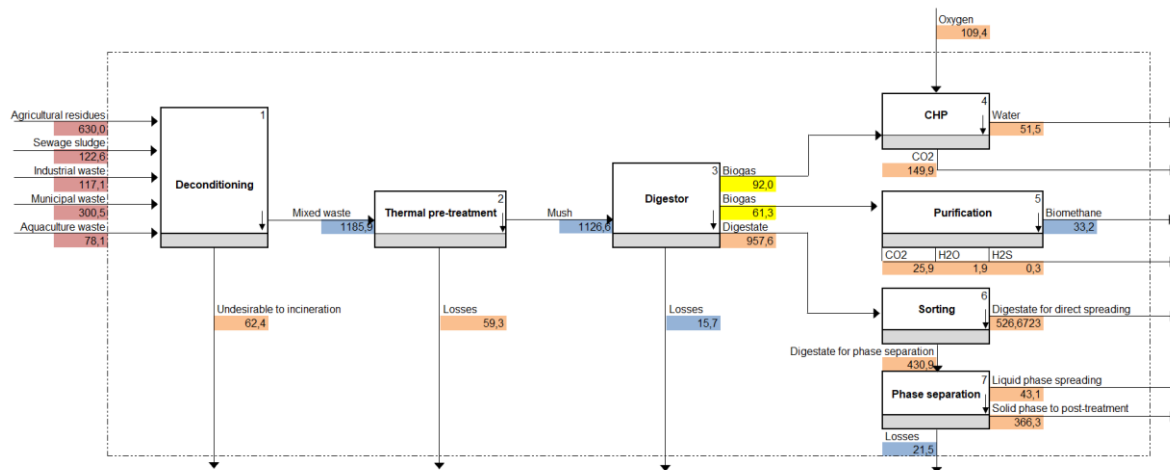 Oxygen
109,4
Agricultural residues
630,0
Sewage sludge
122,6
Industrial waste
117,1
Municipal waste
300,5
Aquaculture waste
78,1
1
Deconditioning
Undesirable to incineration
62,4
Mixed waste
1185,9
2
Thermal pre-treatment
Losses
59,3
Mush
1126,6
3
Digestor
Losses
15,7
Biogas
92,0
Biogas
61,3
Digestate
957,6
4
CHP
Water
51,5
CO2
149,9
5
Purification
Biomethane
33,2
CO2 H2O H2S
25,9 1,9 0,3
6
Sorting
Digestate for direct spreading
526,6723
Digestate for phase separation
430,9
7
Phase separation
Liquid phase spreading
43,1
Solid phase to post-treatment
366,3
Losses
21,5